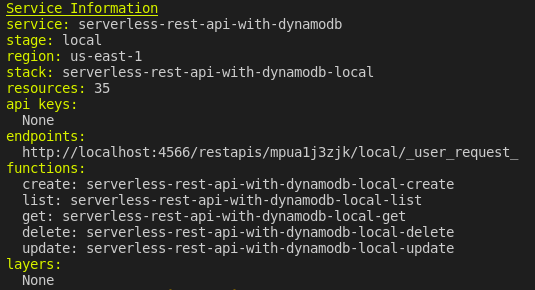 Service Information
service: serverless-rest-api-with-dynamodb
stage: local
region: us-east-1
stack: serverless-rest-api-with-dynamodb-local
resources: 35
api keys:
  None
endpoints:
  http://localhost:4566/restapis/mpua1j3zjk/local/_user_request_
functions:
  create: serverless-rest-api-with-dynamodb-local-create
  list: serverless-rest-api-with-dynamodb-local-list
  get: serverless-rest-api-with-dynamodb-local-get
  delete: serverless-rest-api-with-dynamodb-local-delete
  update: serverless-rest-api-with-dynamodb-local-update
layers:
  None